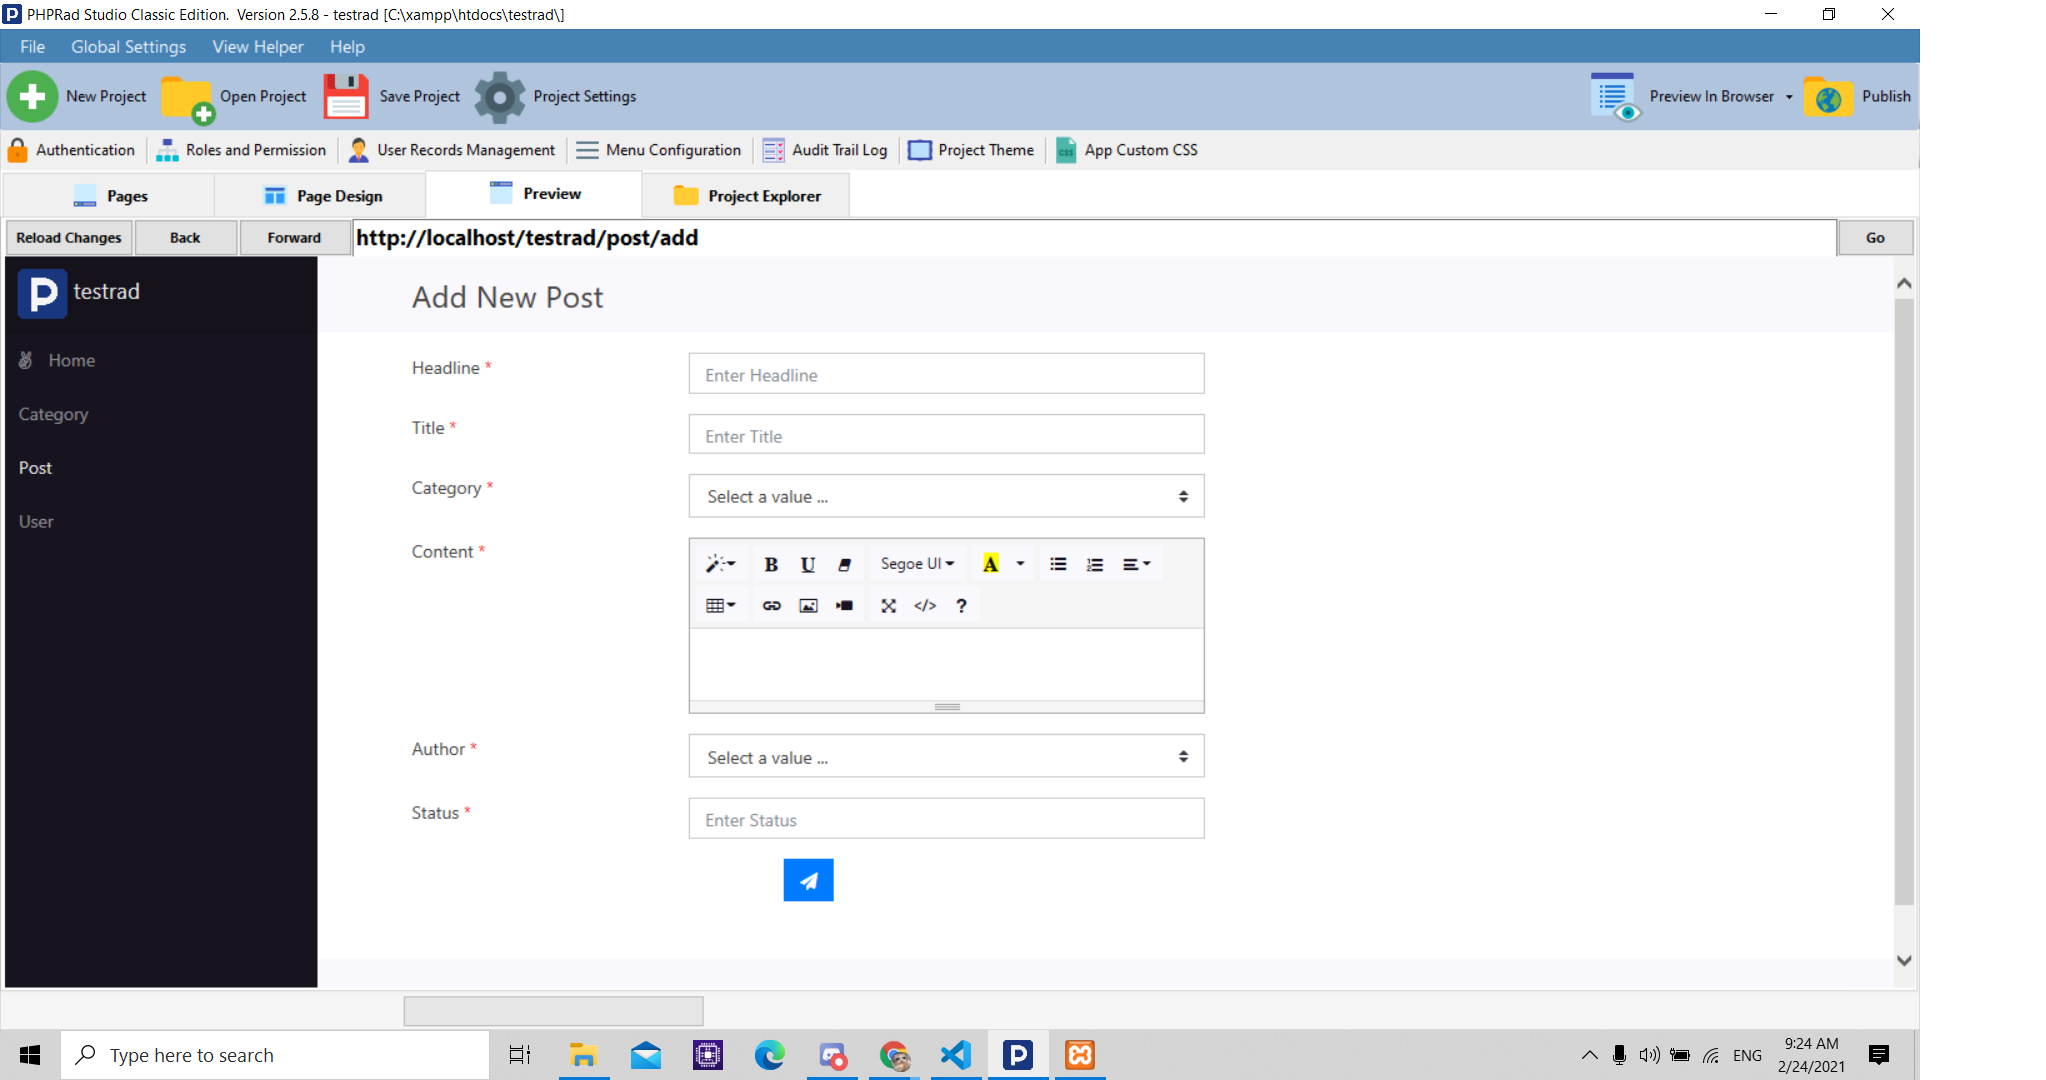 PHPRad Studio Classic Edition.  Version 2.5.8 - testrad [C:\xampp\htdocs\testrad\]
File Global Settings View Helper Help
New Project Open Project Save Project Project Settings Preview In Browser Publish
Authentication Roles and Permission User Records Management Menu Configuration Audit Trail Log Project Theme App Custom CSS
Pages Page Design Preview Project Explorer
Reload Changes Back Forward http://localhost/testrad/post/add Go
testrad
Home
Category
Post
User
Add New Post
Headline * Enter Headline
Title * Enter Title
Category * Select a value ...
Content *
B U Segoe UI A
</> ?
Author * Select a value ...
Status * Enter Status
Type here to search
ENG
9:24 AM
2/24/2021